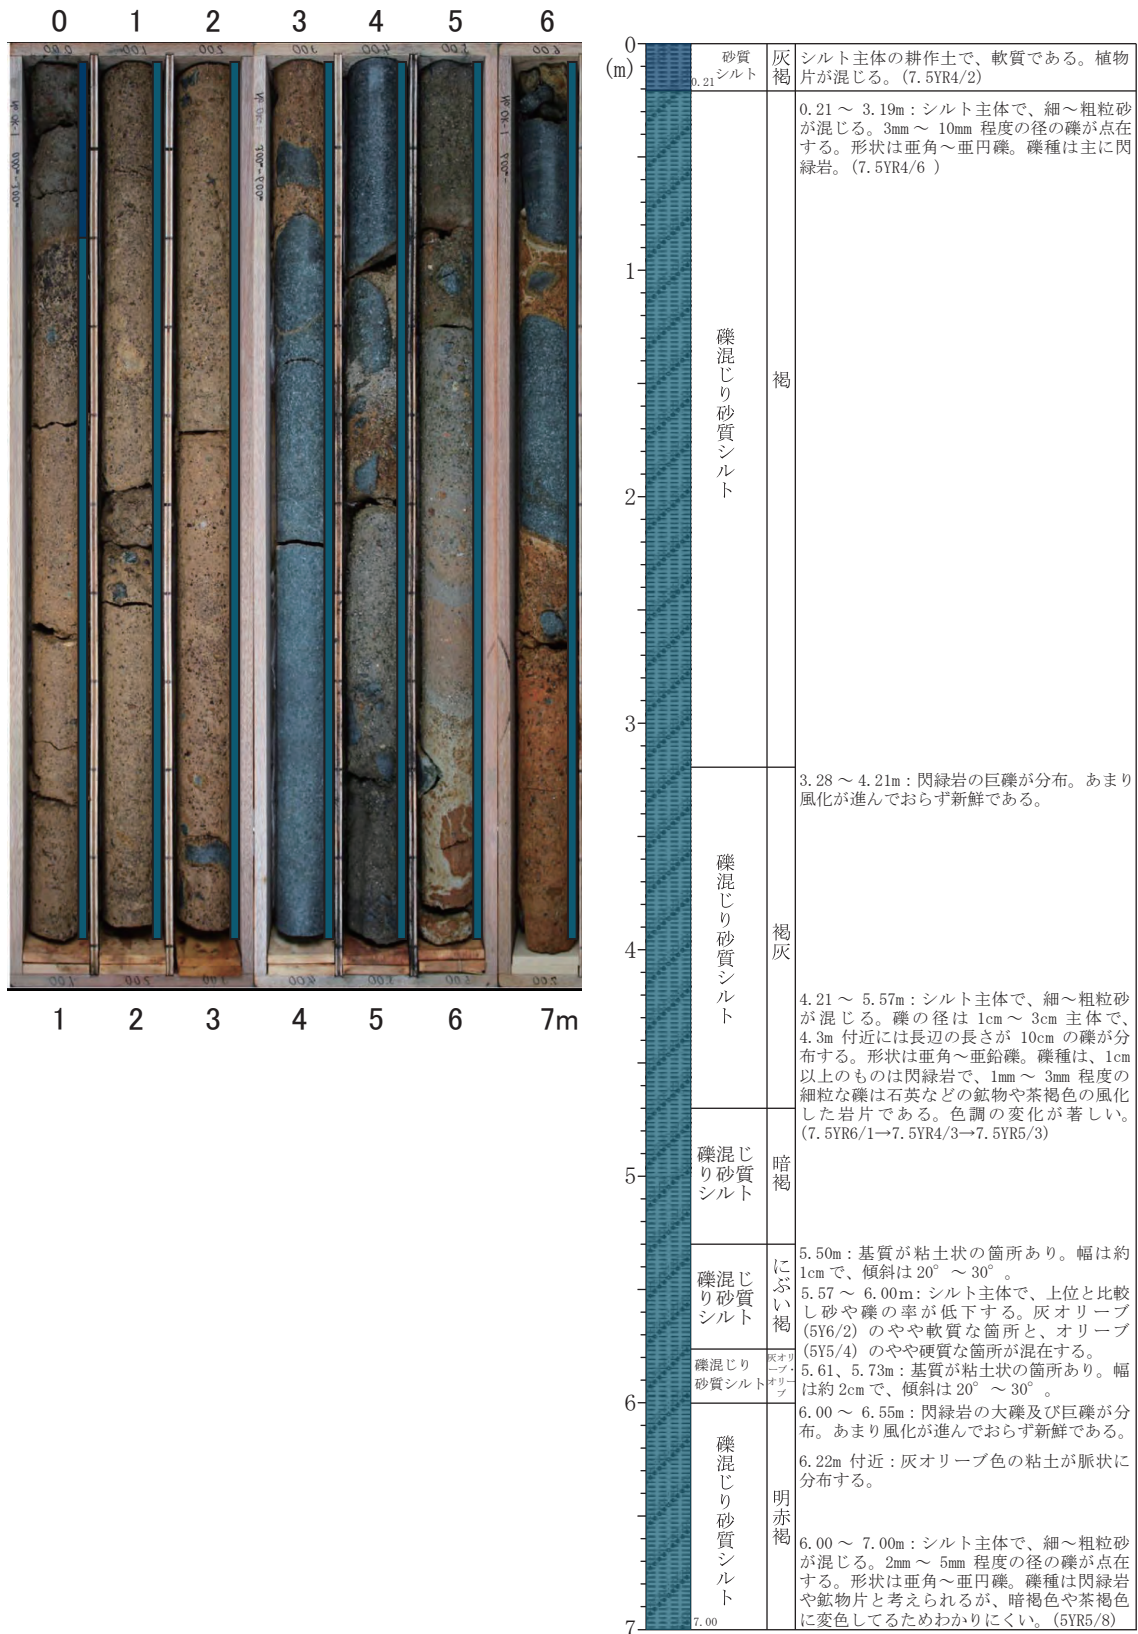 0 1 2 3 4 5 6
1 2 3 4 5 6 7m
0
(m)
1
2
3
4
5
6
7
砂質
シルト
0.21
灰褐
シルト主体の耕作土で、軟質である。植物
片が混じる。(7.5YR4/2)
礫混じり砂質シルト
褐
0.21 ～ 3.19m：シルト主体で、細～粗粒砂
が混じる。3mm ～ 10mm 程度の径の礫が点在
する。形状は亜角～亜円礫。礫種は主に閃
緑岩。(7.5YR4/6 )
礫混じり砂質シルト
褐灰
3.28 ～ 4.21m：閃緑岩の巨礫が分布。あまり
風化が進んでおらず新鮮である。
4.21 ～ 5.57m：シルト主体で、細～粗粒砂
が混じる。礫の径は 1cm ～ 3cm 主体で、
4.3m 付近には長辺の長さが 10cm の礫が分
布する。形状は亜角～亜鉛礫。礫種は、1cm
以上のものは閃緑岩で、1mm ～ 3mm 程度の
細粒な礫は石英などの鉱物や茶褐色の風化
した岩片である。色調の変化が著しい。
(7.5YR6/1→7.5YR4/3→7.5YR5/3)
礫混じ
り砂質
シルト
暗褐
礫混じ
り砂質
シルト
にぶい褐
5.50m：基質が粘土状の箇所あり。幅は約
1cm で、傾斜は 20° ～ 30° 。
5.57 ～ 6.00m：シルト主体で、上位と比較
し砂や礫の率が低下する。灰オリーブ
(5Y6/2) のやや軟質な箇所と、オリーブ
(5Y5/4) のやや硬質な箇所が混在する。
礫混じり
砂質シルト
灰オリ
ーブ・
オリー
ブ
5.61、5.73m：基質が粘土状の箇所あり。幅
は約 2cm で、傾斜は 20° ～ 30° 。
礫混じり砂質シルト
7.00
明赤褐
6.00 ～ 6.55m：閃緑岩の大礫及び巨礫が分
布。あまり風化が進んでおらず新鮮である。
6.22m 付近：灰オリーブ色の粘土が脈状に
分布する。
6.00 ～ 7.00m：シルト主体で、細～粗粒砂
が混じる。2mm ～ 5mm 程度の径の礫が点在
する。形状は亜角～亜円礫。礫種は閃緑岩
や鉱物片と考えられるが、暗褐色や茶褐色
に変色してるためわかりにくい。(5YR5/8)